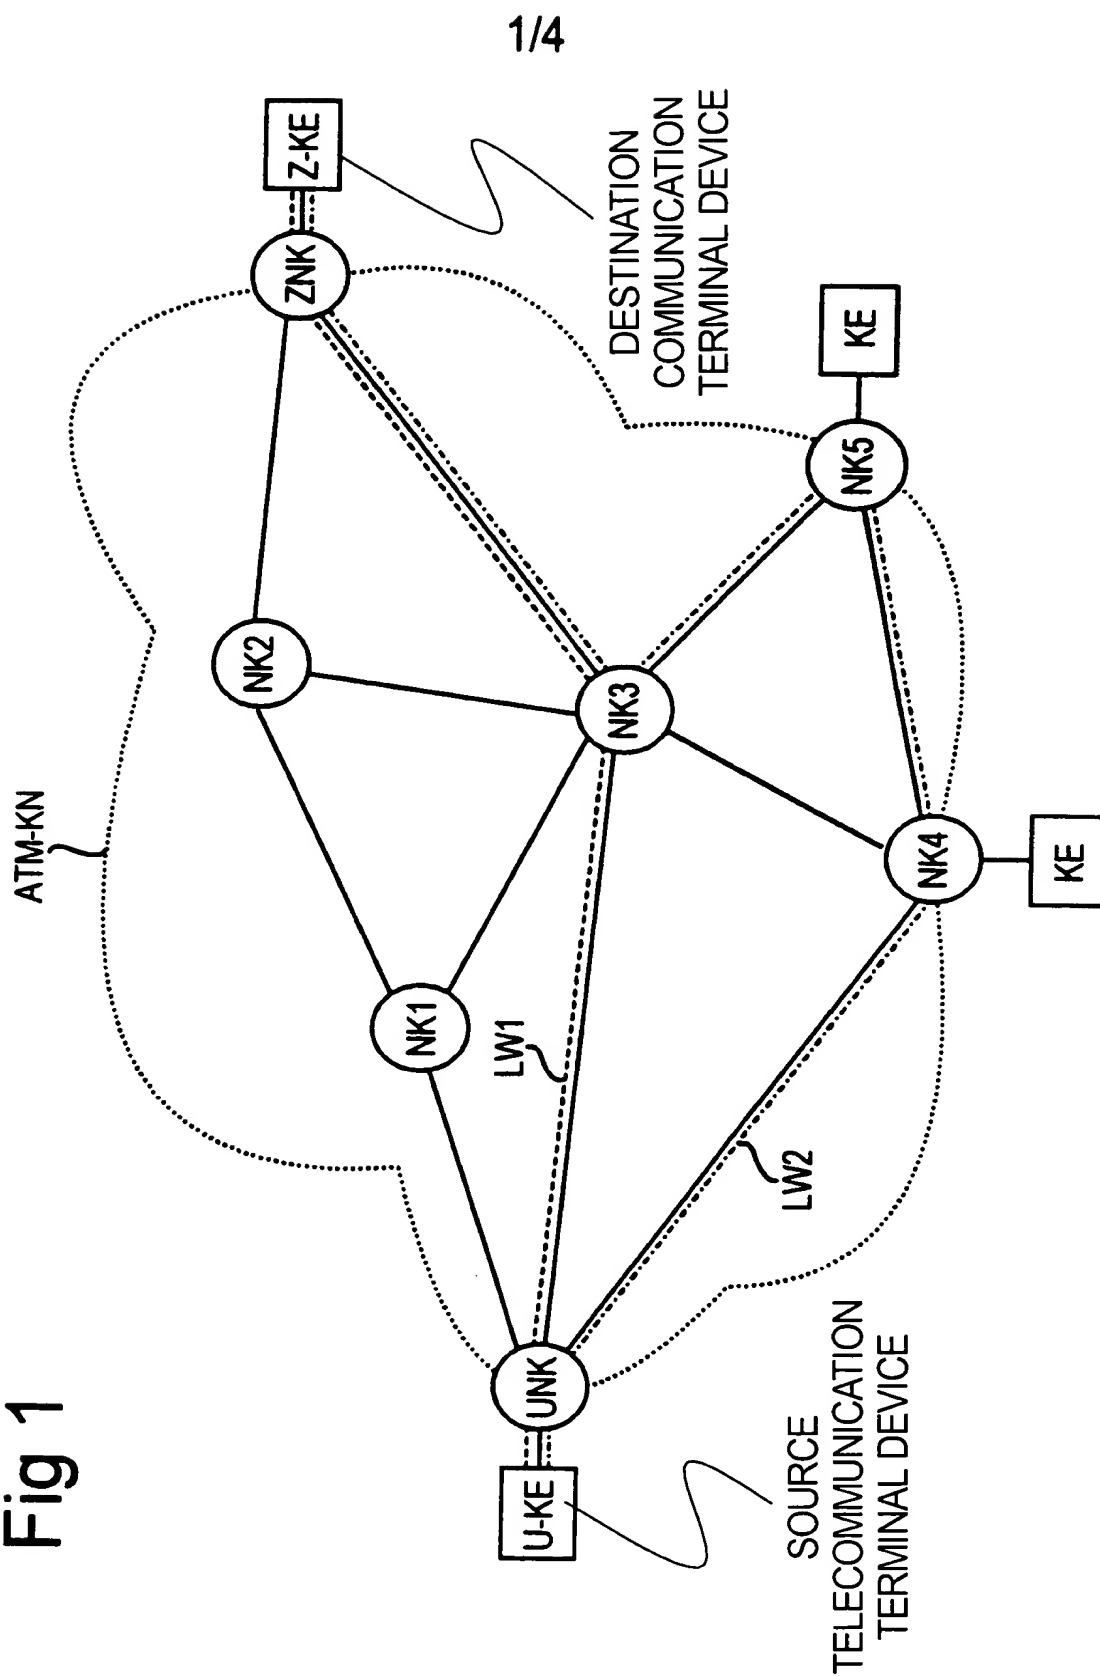 1/4
Fig 1
ATM-KN
U-KE
UNK
NK1
NK2
NK3
NK4
NK5
ZNK
Z-KE
LW1
LW2
KE
KE
SOURCE
TELECOMMUNICATION
TERMINAL DEVICE
DESTINATION
COMMUNICATION
TERMINAL DEVICE